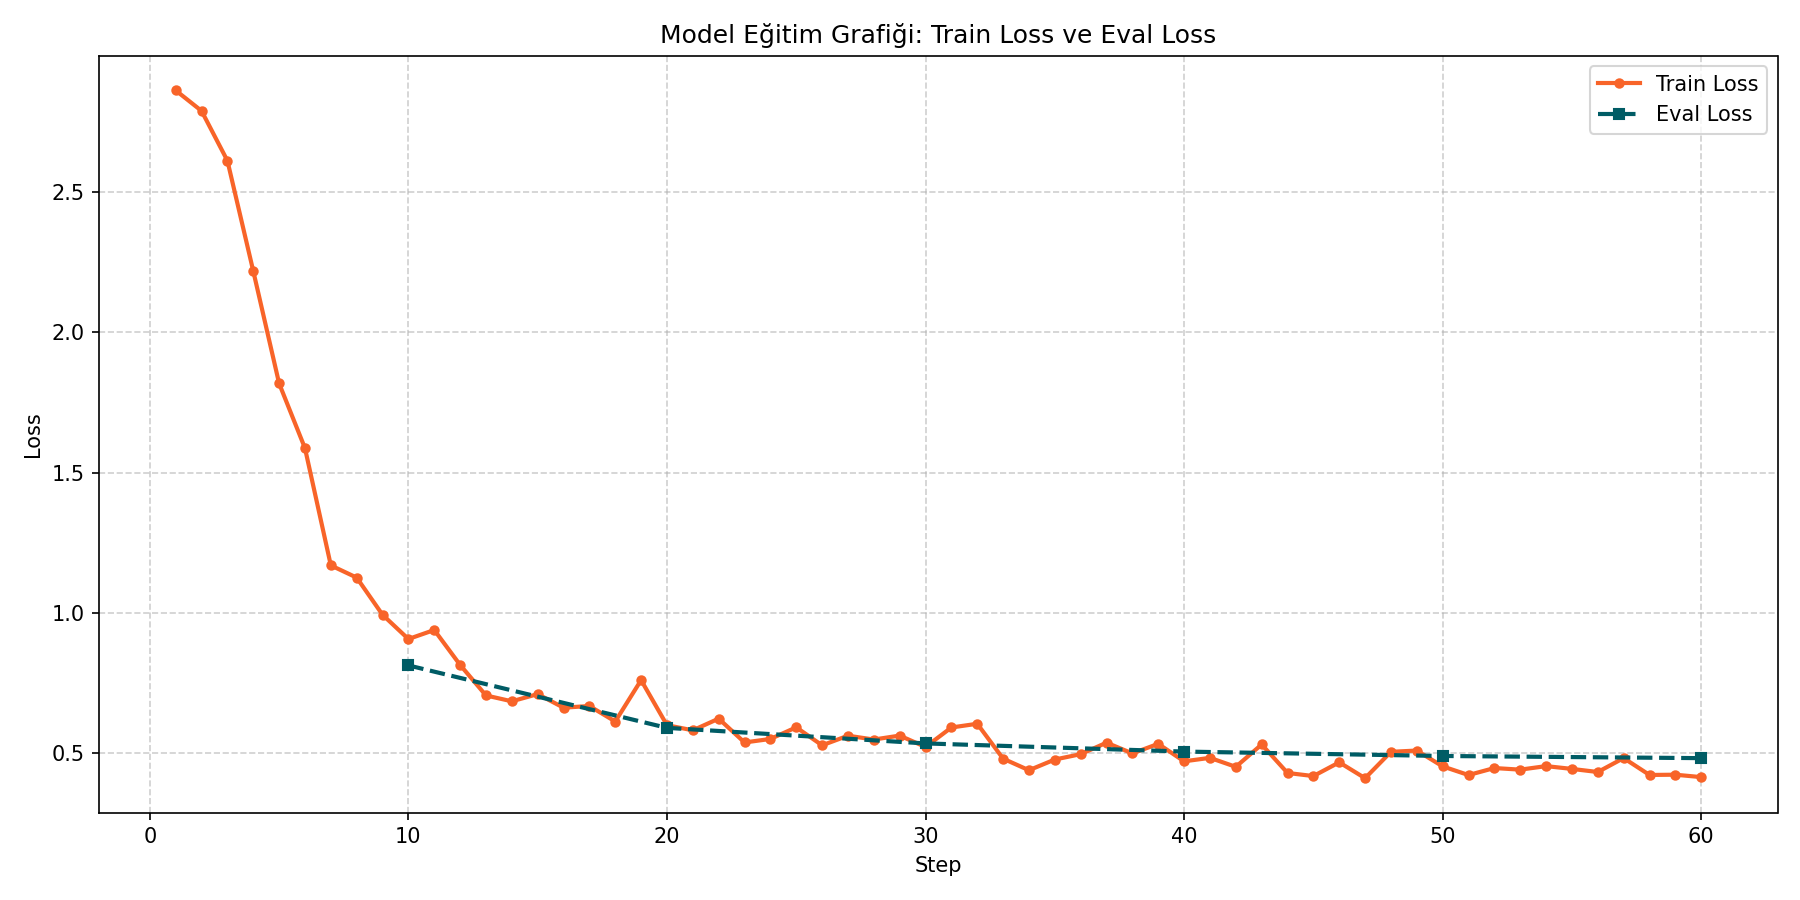 Model Eğitim Grafiği: Train Loss ve Eval Loss
Train Loss
Eval Loss
Loss
2.5
2.0
1.5
1.0
0.5
0 10 20 30 40 50 60
Step